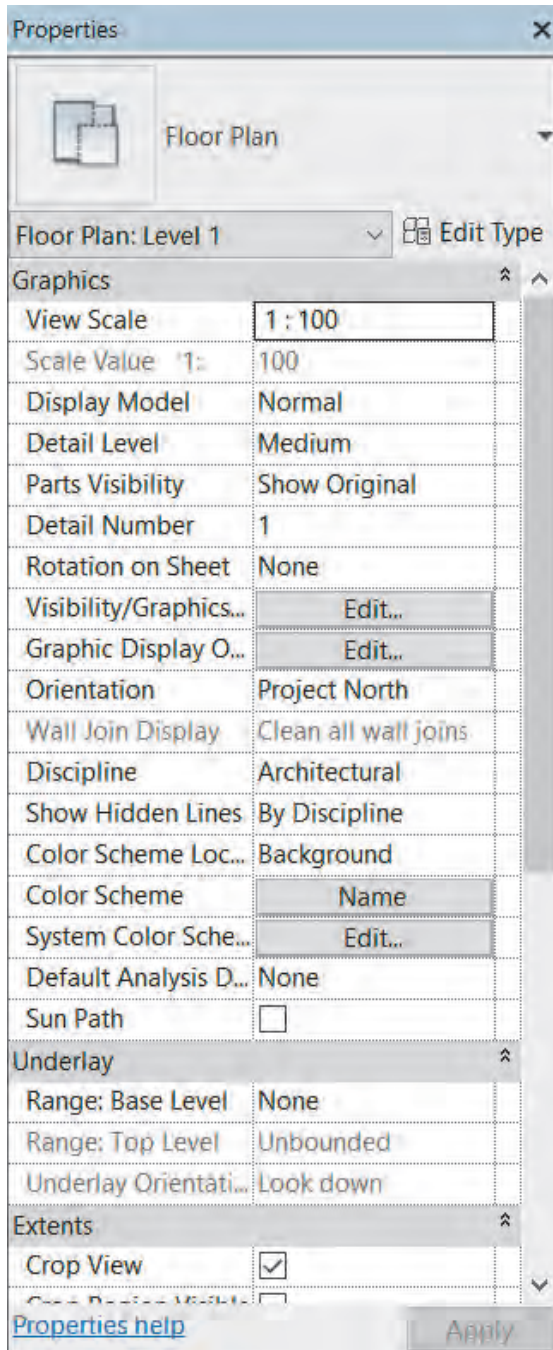 Properties
Floor Plan
Floor Plan: Level 1 Edit Type
Graphics
View Scale 1 : 100
Scale Value 1: 100
Display Model Normal
Detail Level Medium
Parts Visibility Show Original
Detail Number 1
Rotation on Sheet None
Visibility/Graphics... Edit...
Graphic Display O... Edit...
Orientation Project North
Wall Join Display Clean all wall joins
Discipline Architectural
Show Hidden Lines By Discipline
Color Scheme Loc... Background
Color Scheme Name
System Color Sche... Edit...
Default Analysis D... None
Sun Path
Underlay
Range: Base Level None
Range: Top Level Unbounded
Underlay Orientati... Look down
Extents
Crop View
Properties help Apply